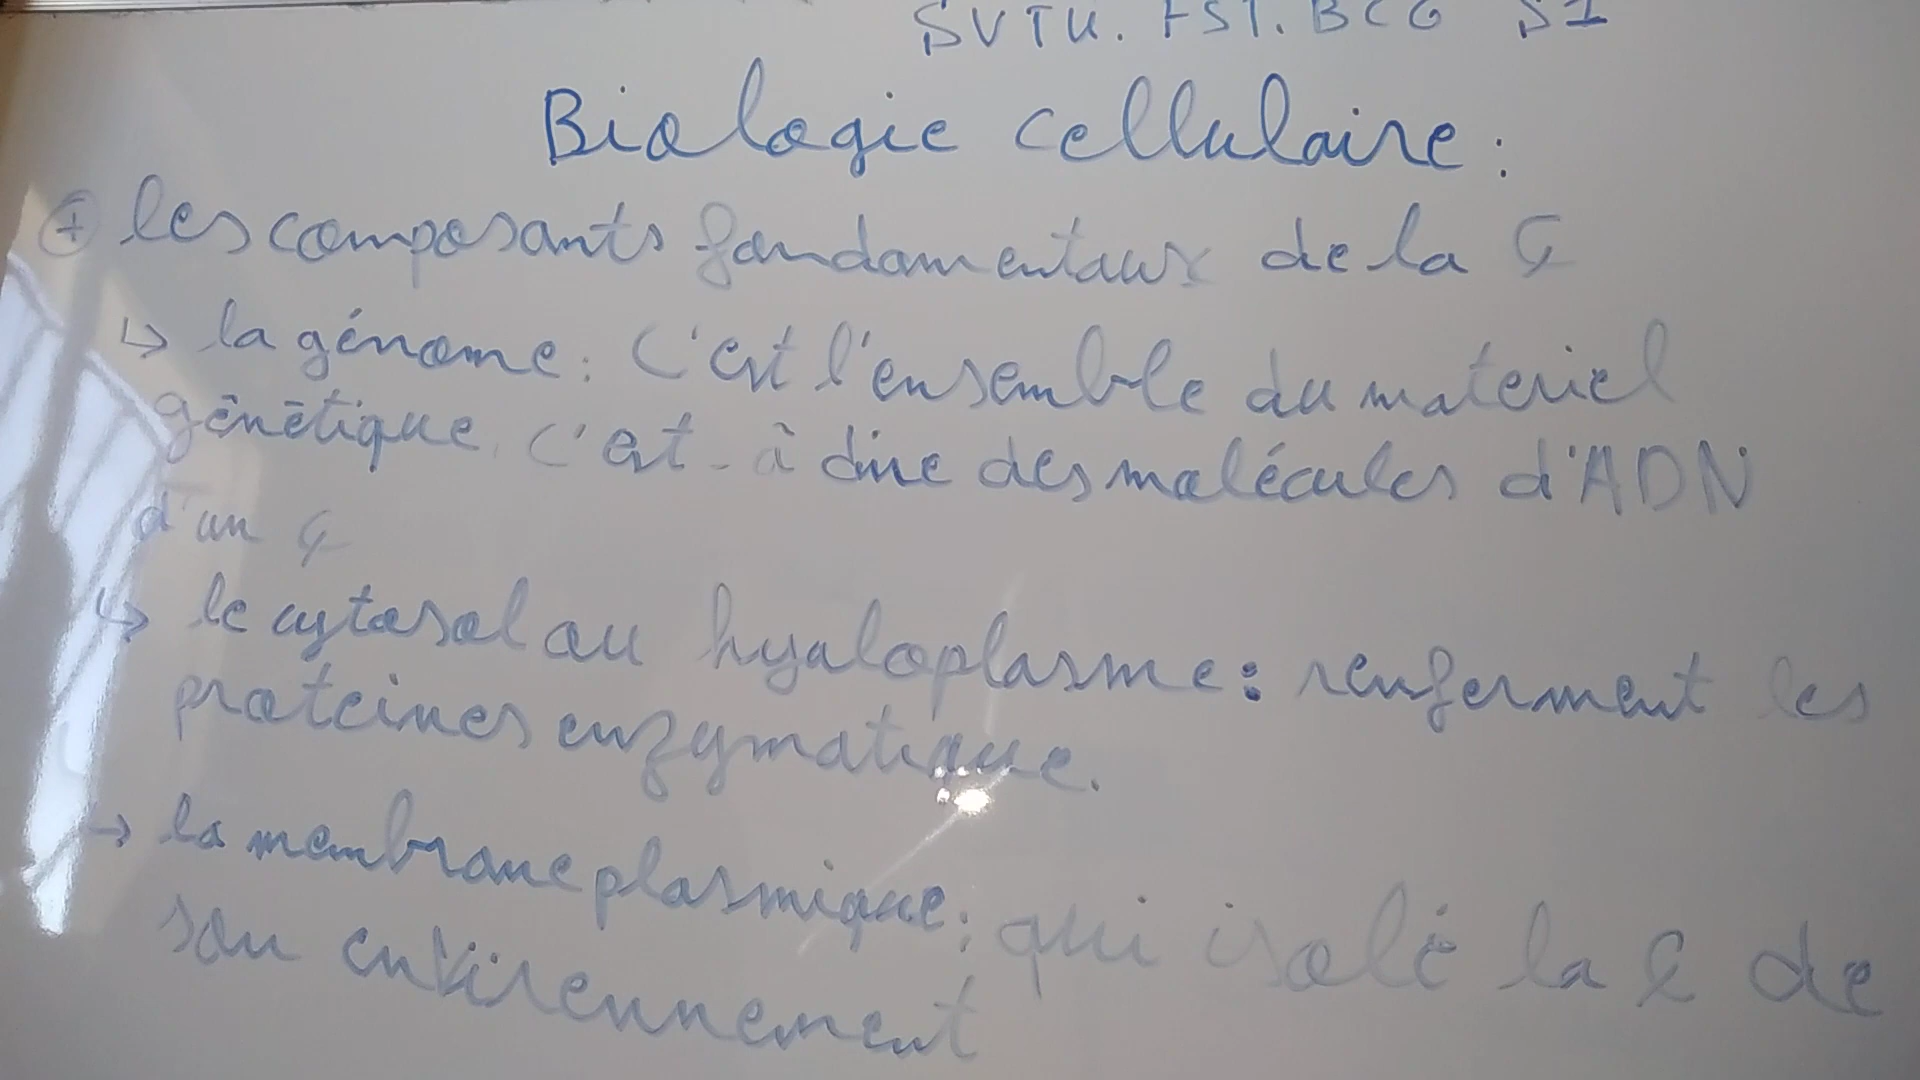 SVTU. FST. BCG S1
Biologie cellulaire :
+ les composants fondamentaux de la Ç
↳ la génome : C'est l'ensemble du materiel
génétique, c'est-à dire des molécules d'ADN
d'un Ç
↳ le cytosol ou hyaloplasme : renferment les
proteines enzymatique.
→ la membrane plasmique : qui isolé la Ç de
son envirennement